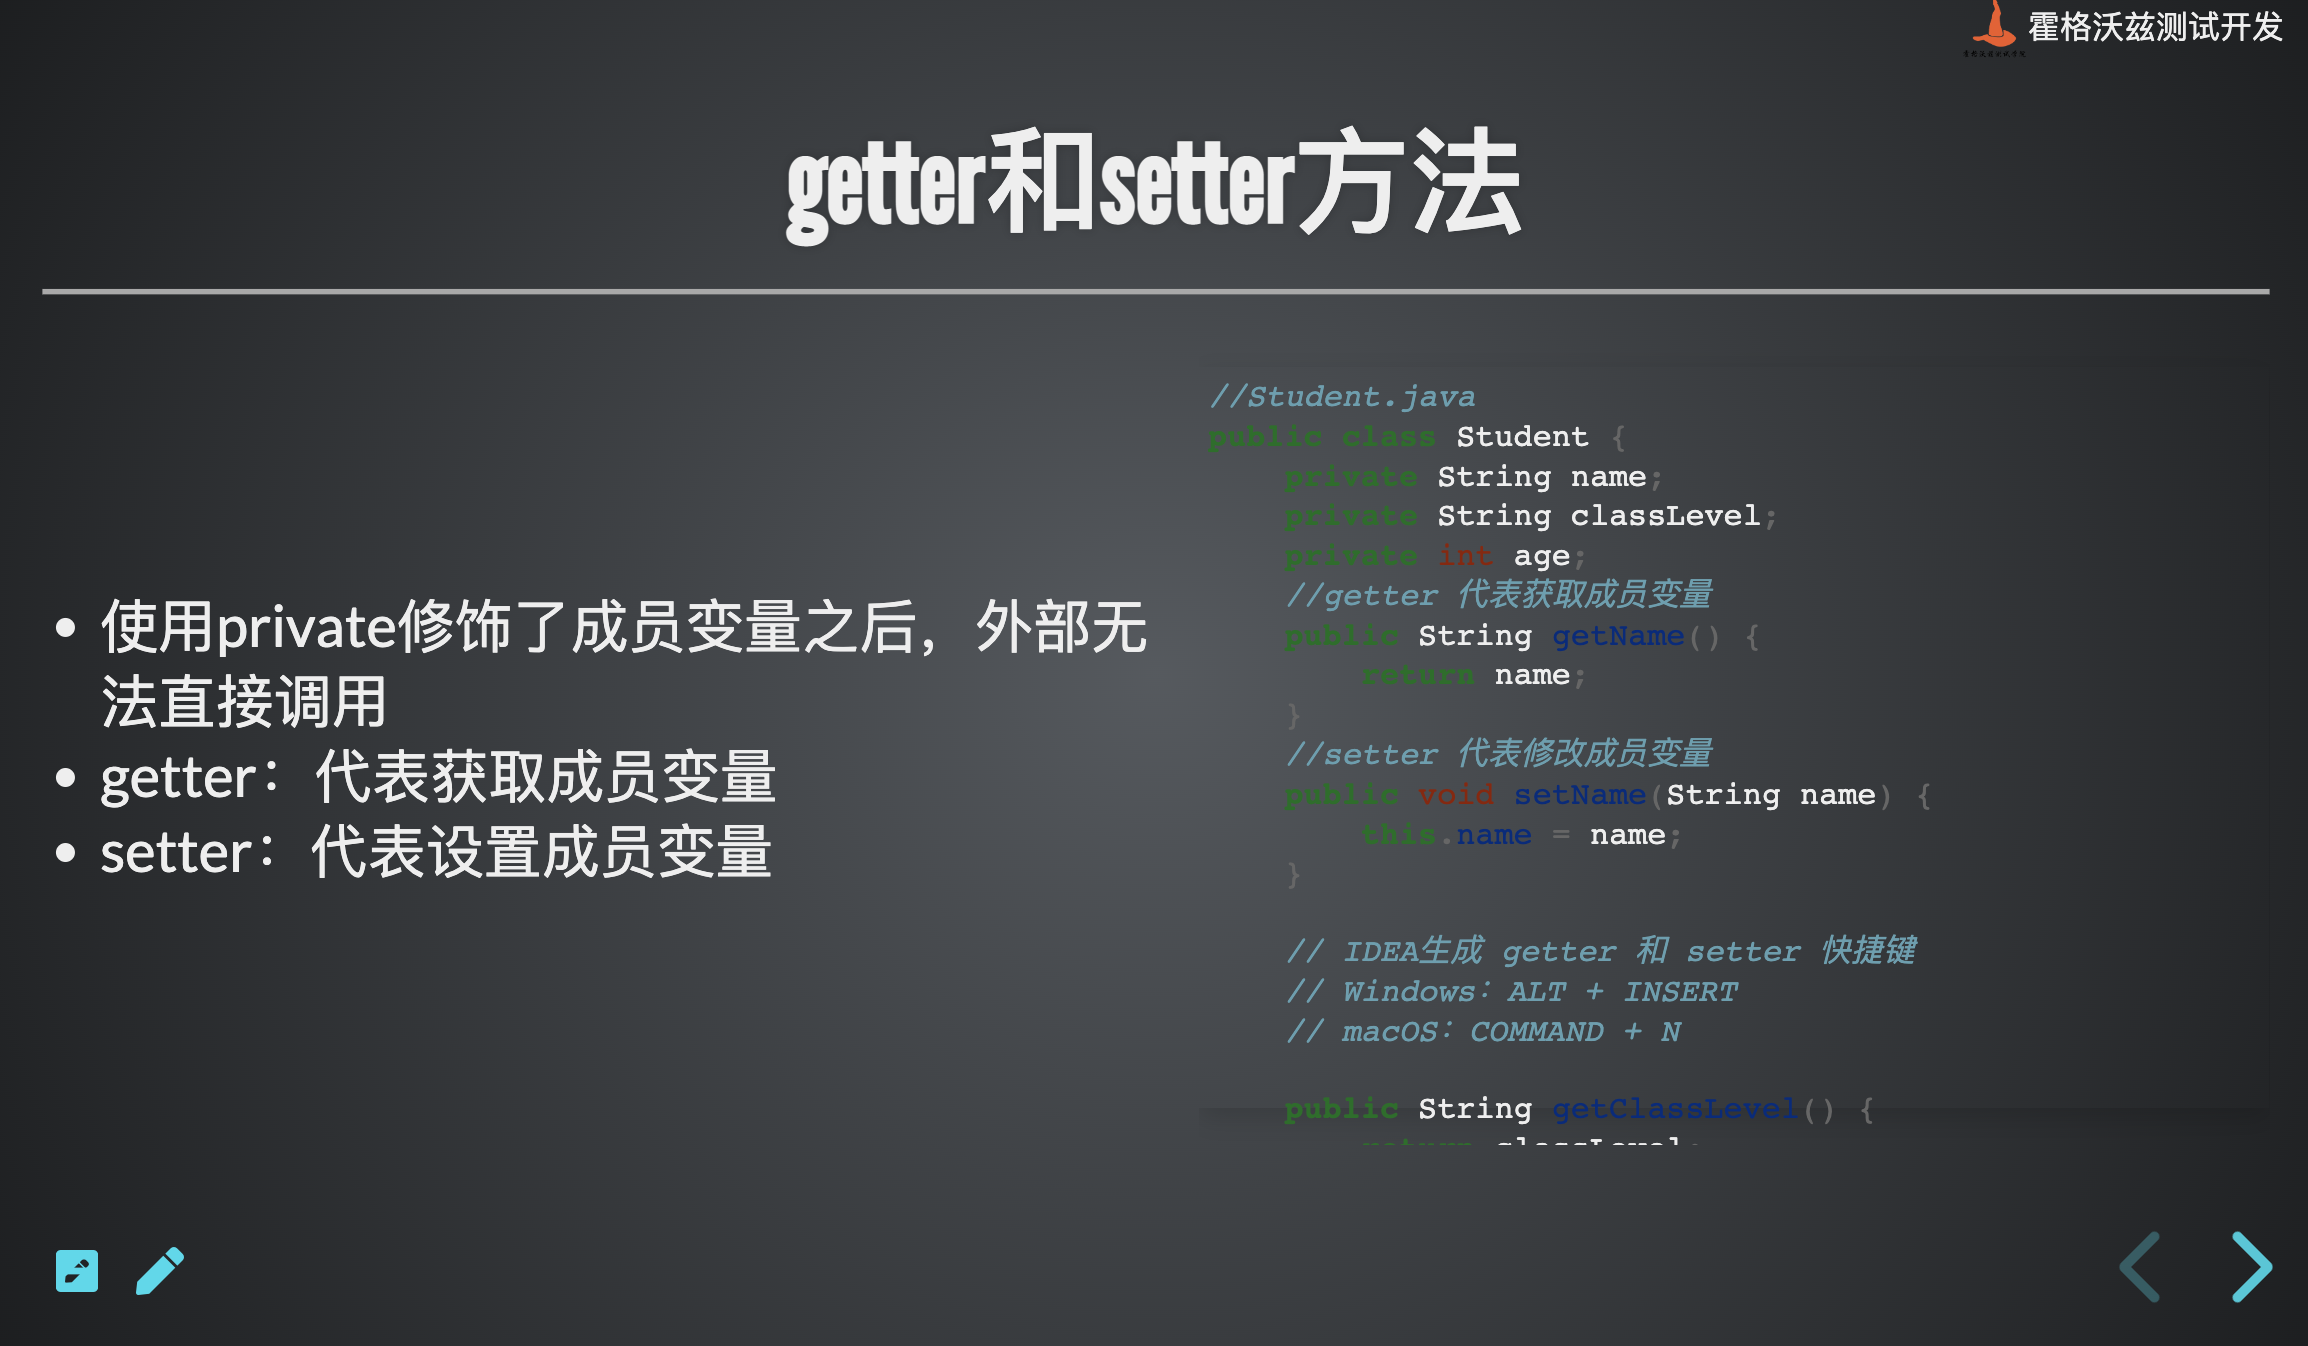 霍格沃兹测试开发
getter和setter方法
使用private修饰了成员变量之后，外部无
法直接调用
getter：代表获取成员变量
setter：代表设置成员变量
//Student.java
public class Student {
    private String name;
    private String classLevel;
    private int age;
    //getter 代表获取成员变量
    public String getName() {
        return name;
    }
    //setter 代表修改成员变量
    public void setName(String name) {
        this.name = name;
    }
    // IDEA生成 getter 和 setter 快捷键
    // Windows：ALT + INSERT
    // macOS：COMMAND + N
    public String getClassLevel() {
        return classLevel;